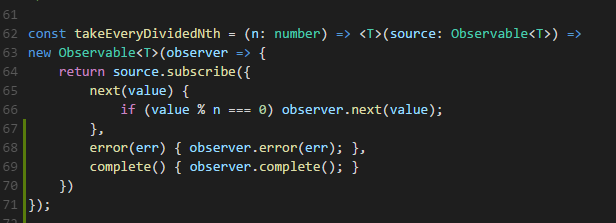 61
62 const takeEveryDividedNth = (n: number) => <T>(source: Observable<T>) =>
63 new Observable<T>(observer => {
64     return source.subscribe({
65         next(value) {
66             if (value % n === 0) observer.next(value);
67         },
68         error(err) { observer.error(err); },
69         complete() { observer.complete(); }
70     })
71 });
72